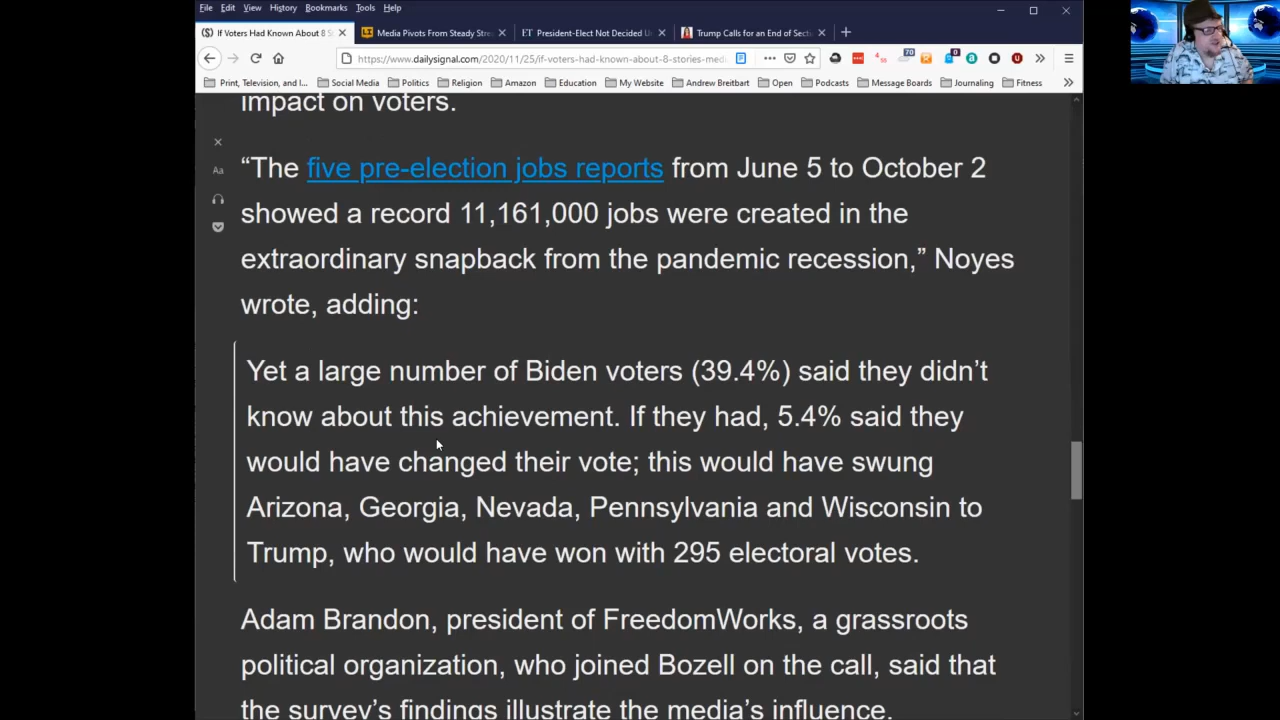 File Edit View History Bookmarks Tools Help
If Voters Had Known About 8 S
Media Pivots From Steady Stre
ET President-Elect Not Decided U
Trump Calls for an End of Secti
https://www.dailysignal.com/2020/11/25/if-voters-had-known-about-8-stories-med
70
0
Print, Television, and I... Social Media Politics Religion Amazon Education My Website Andrew Breitbart Open Podcasts Message Boards Journaling Fitness
impact on voters.
“The five pre-election jobs reports from June 5 to October 2
showed a record 11,161,000 jobs were created in the
extraordinary snapback from the pandemic recession,” Noyes
wrote, adding:
Yet a large number of Biden voters (39.4%) said they didn’t
know about this achievement. If they had, 5.4% said they
would have changed their vote; this would have swung
Arizona, Georgia, Nevada, Pennsylvania and Wisconsin to
Trump, who would have won with 295 electoral votes.
Adam Brandon, president of FreedomWorks, a grassroots
political organization, who joined Bozell on the call, said that
the survey’s findings illustrate the media’s influence.
Aa